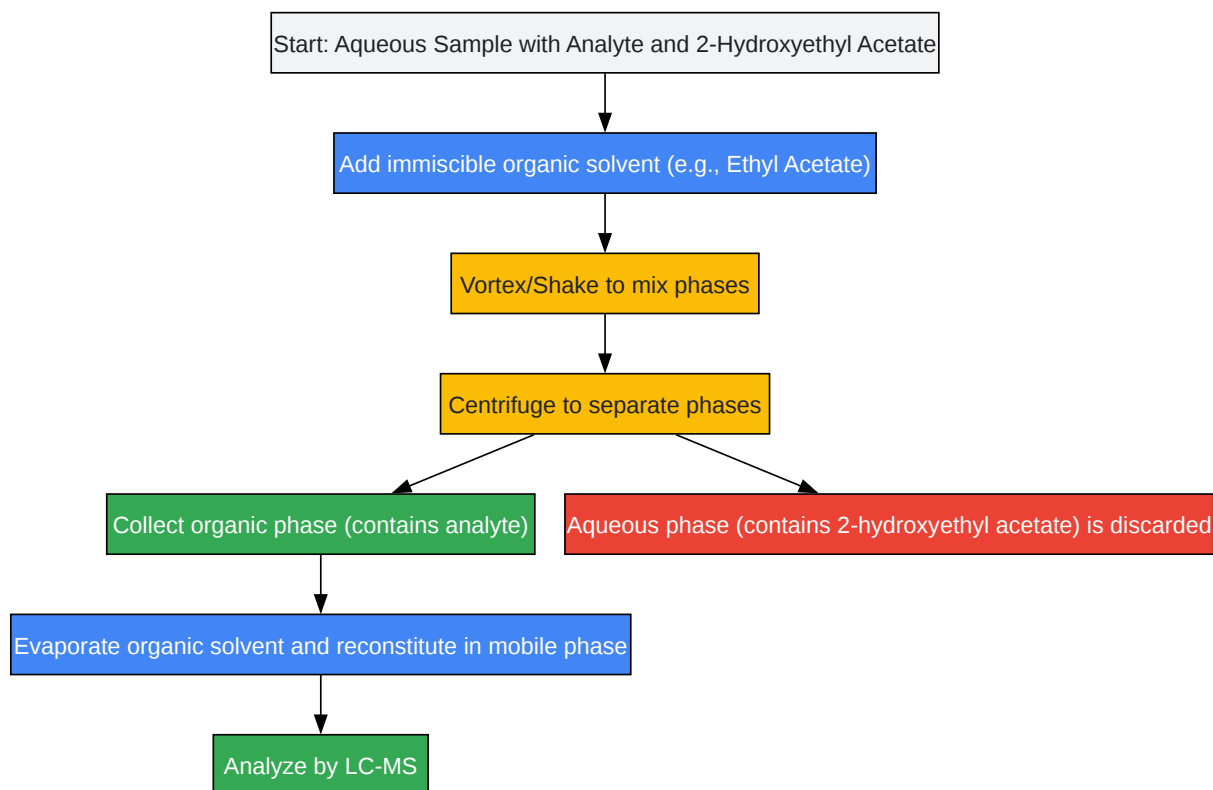 Start: Aqueous Sample with Analyte and 2-Hydroxyethyl Acetate
Add immiscible organic solvent (e.g., Ethyl Acetate)
Vortex/Shake to mix phases
Centrifuge to separate phases
Collect organic phase (contains analyte)
Aqueous phase (contains 2-hydroxyethyl acetate) is discarded
Evaporate organic solvent and reconstitute in mobile phase
Analyze by LC-MS